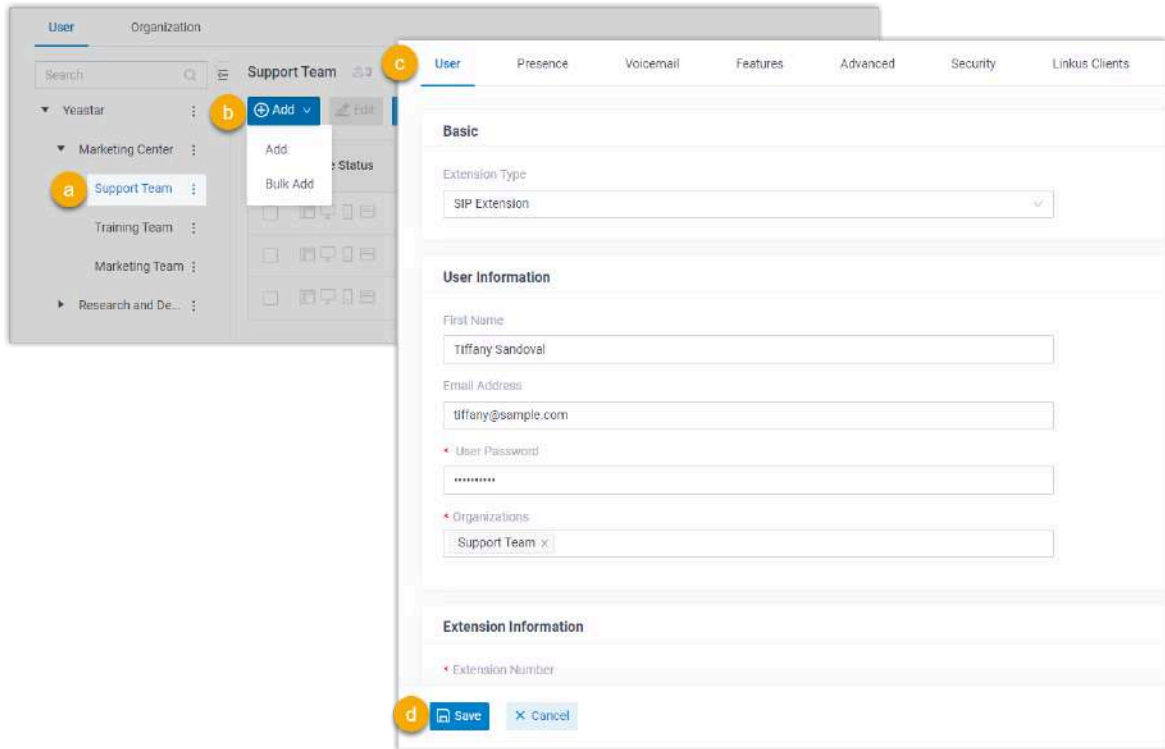 User Organization
Search
Support Team 3
Yeastar
Add Edit
Marketing Center
Add
Status
Support Team
Bulk Add
Training Team
Marketing Team
Research and De...
a
b
c
User Presence Voicemail Features Advanced Security Linkus Clients
Basic
Extension Type
SIP Extension
User Information
First Name
Tiffany Sandoval
Email Address
tiffany@sample.com
* User Password
••••••••••
* Organizations
Support Team ×
Extension Information
* Extension Number
d
Save × Cancel